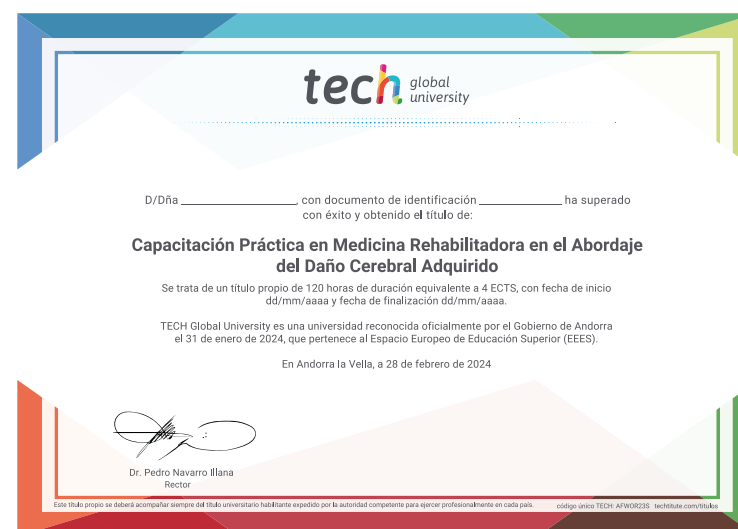 tech global
university
D/Dña ____________________, con documento de identificación ______________ ha superado
con éxito y obtenido el título de:
Capacitación Práctica en Medicina Rehabilitadora en el Abordaje
del Daño Cerebral Adquirido
Se trata de un título propio de 120 horas de duración equivalente a 4 ECTS, con fecha de inicio
dd/mm/aaaa y fecha de finalización dd/mm/aaaa.
TECH Global University es una universidad reconocida oficialmente por el Gobierno de Andorra
el 31 de enero de 2024, que pertenece al Espacio Europeo de Educación Superior (EEES).
En Andorra la Vella, a 28 de febrero de 2024
Dr. Pedro Navarro Illana
Rector
Este título propio se deberá acompañar siempre del título universitario habilitante expedido por la autoridad competente para ejercer profesionalmente en cada país. código único TECH: AFWOR23S techtitute.com/titulos